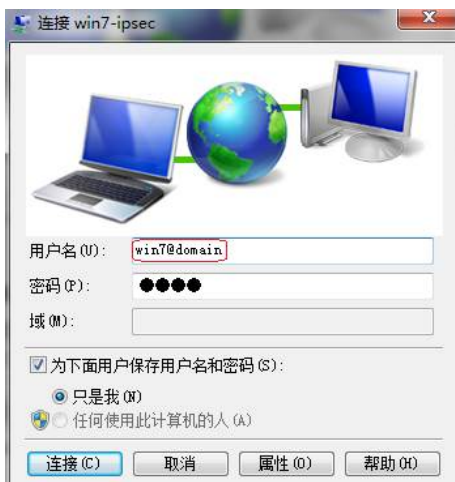 连接 win7-ipsec
用户名(U): win7@domain
密码(P): ●●●●
域(M):
为下面用户保存用户名和密码(S):
只是我(N)
任何使用此计算机的人(A)
连接(C) 取消 属性(O) 帮助(H)